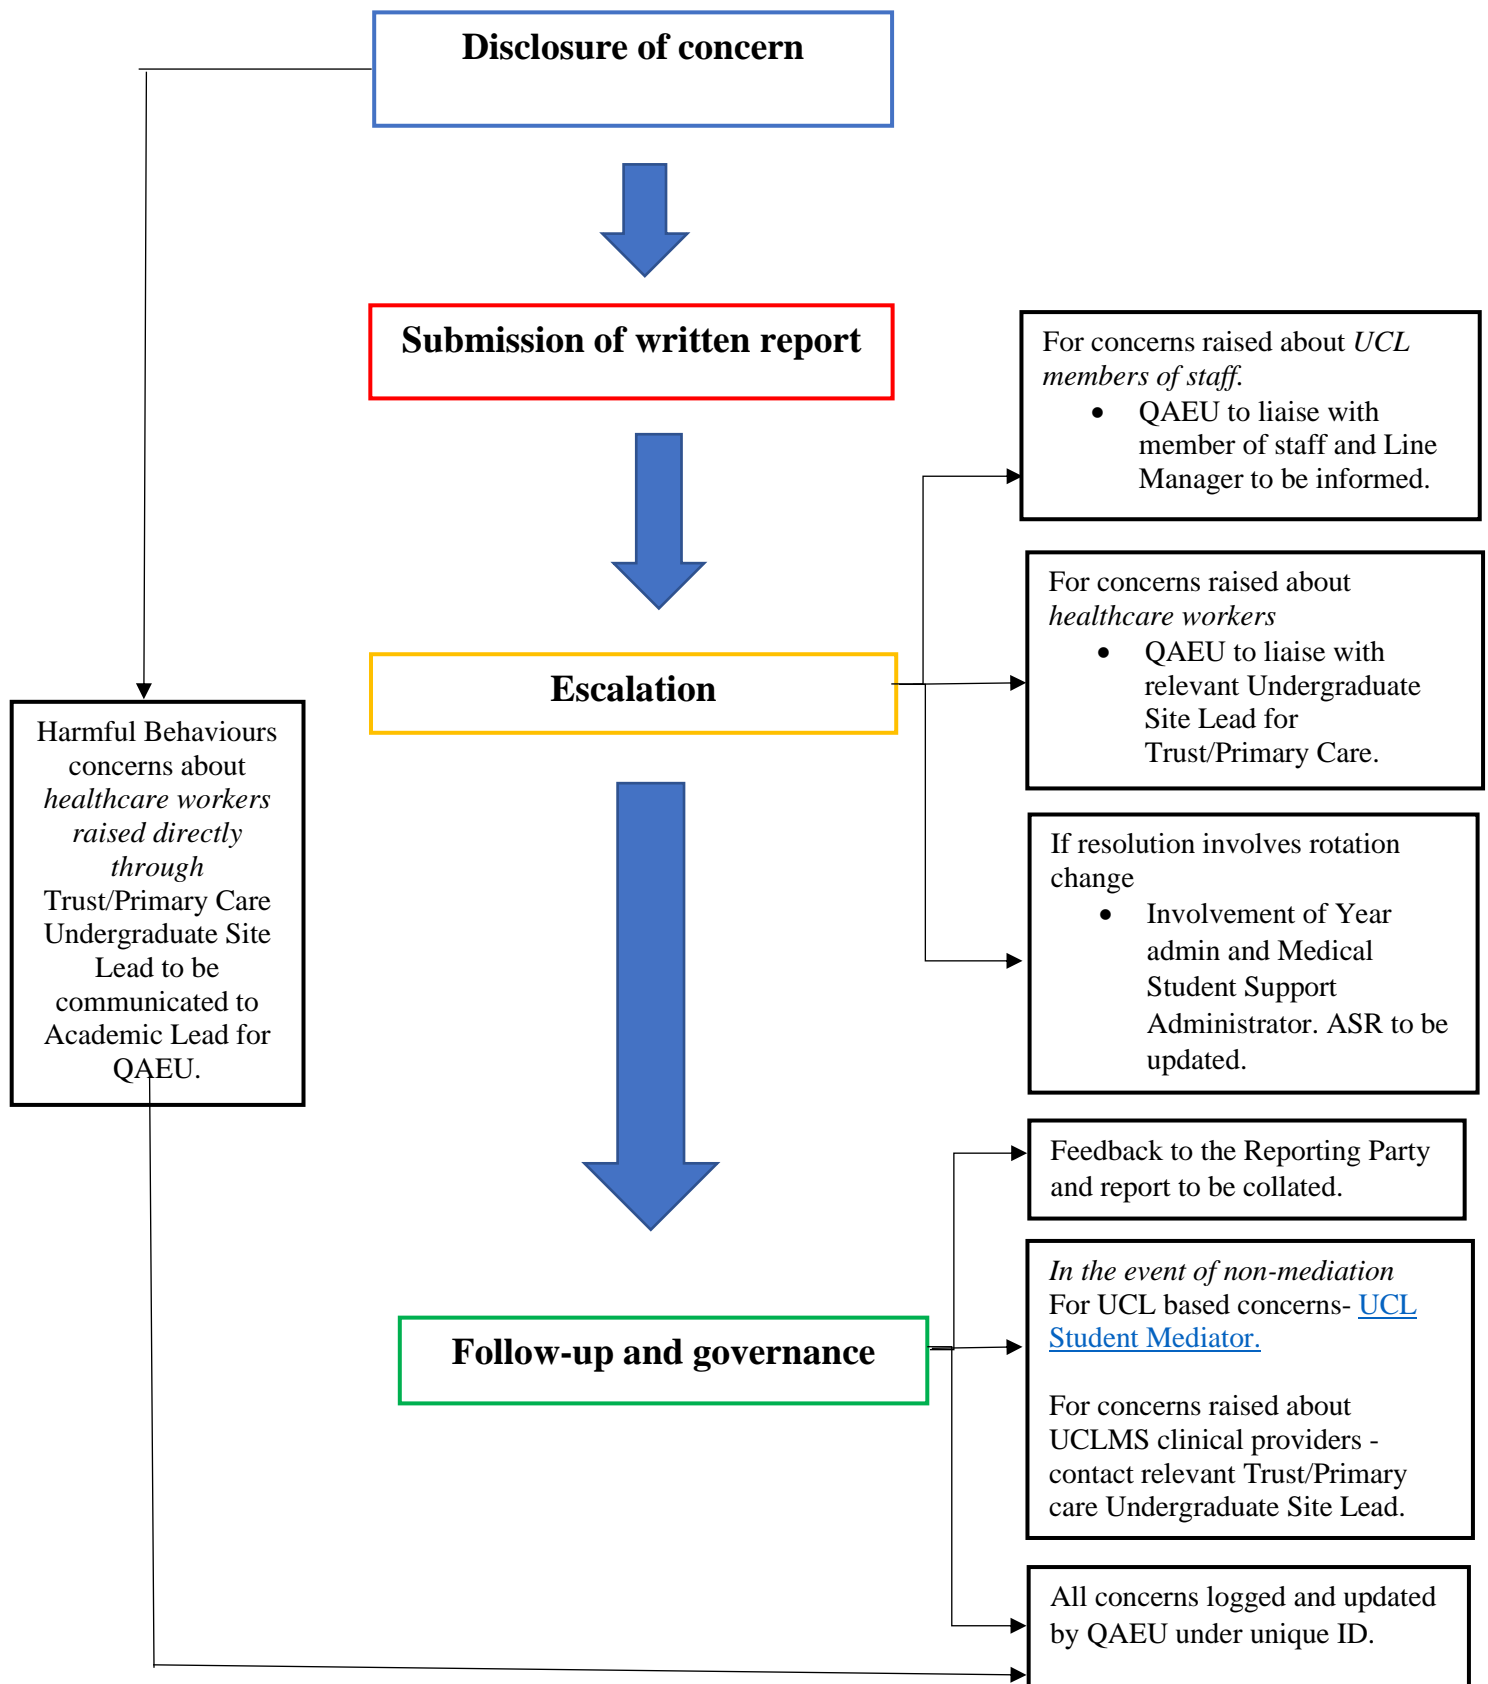 Disclosure of concern
Submission of written report
For concerns raised about UCL
members of staff.
• QAEU to liaise with
member of staff and Line
Manager to be informed.
For concerns raised about
healthcare workers
• QAEU to liaise with
relevant Undergraduate
Site Lead for
Trust/Primary Care.
Escalation
Harmful Behaviours
concerns about
healthcare workers
raised directly
through
Trust/Primary Care
Undergraduate Site
Lead to be
communicated to
Academic Lead for
QAEU.
If resolution involves rotation
change
• Involvement of Year
admin and Medical
Student Support
Administrator. ASR to be
updated.
Feedback to the Reporting Party
and report to be collated.
In the event of non-mediation
For UCL based concerns- UCL
Student Mediator.
For concerns raised about
UCLMS clinical providers -
contact relevant Trust/Primary
care Undergraduate Site Lead.
Follow-up and governance
All concerns logged and updated
by QAEU under unique ID.